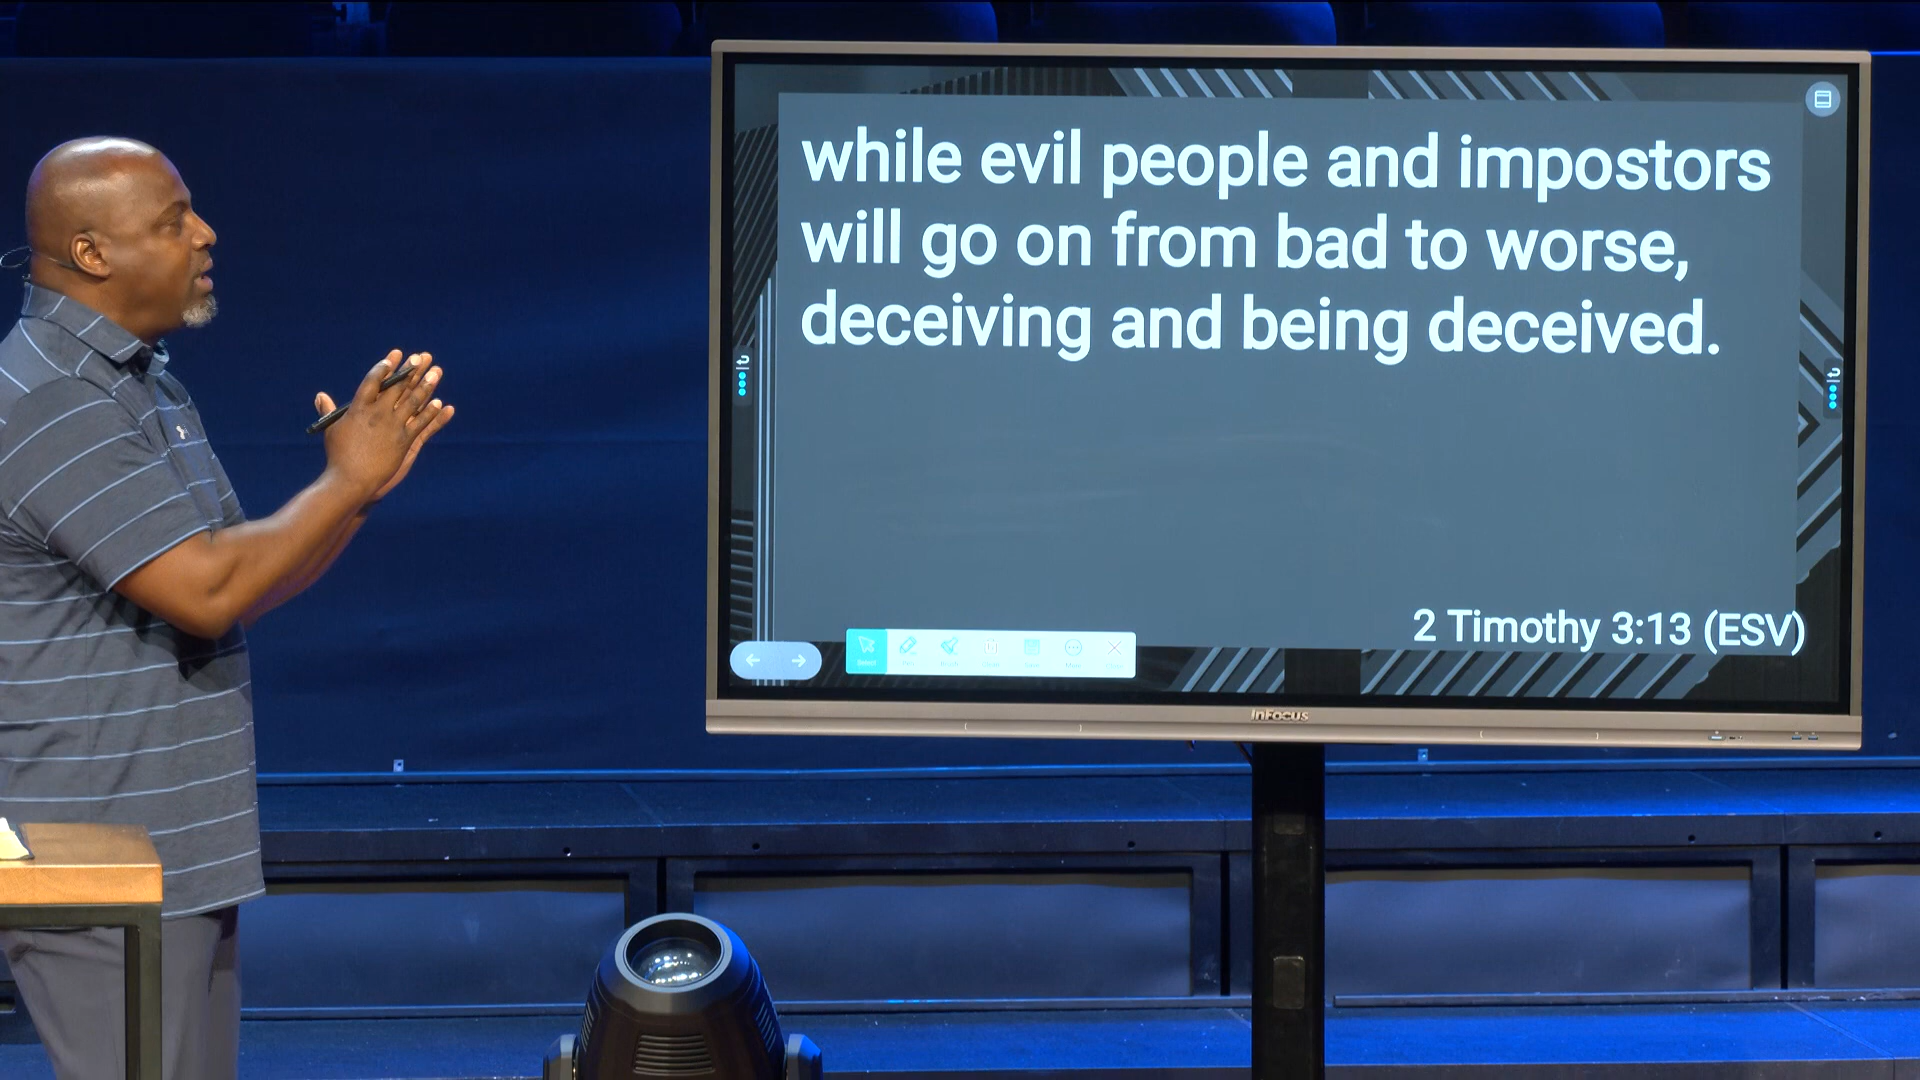 while evil people and impostors
will go on from bad to worse,
deceiving and being deceived.
2 Timothy 3:13 (ESV)
Select
InFocus